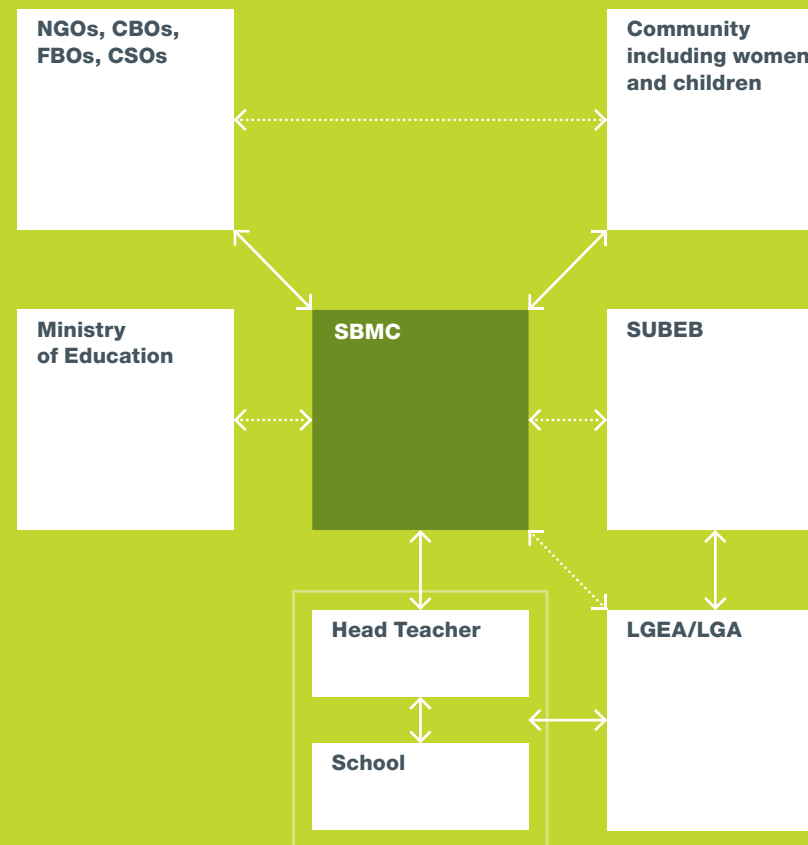 NGOs, CBOs,
FBOs, CSOs
Community
including women
and children
Ministry
of Education
SBMC
SUBEB
Head Teacher
LGEA/LGA
School